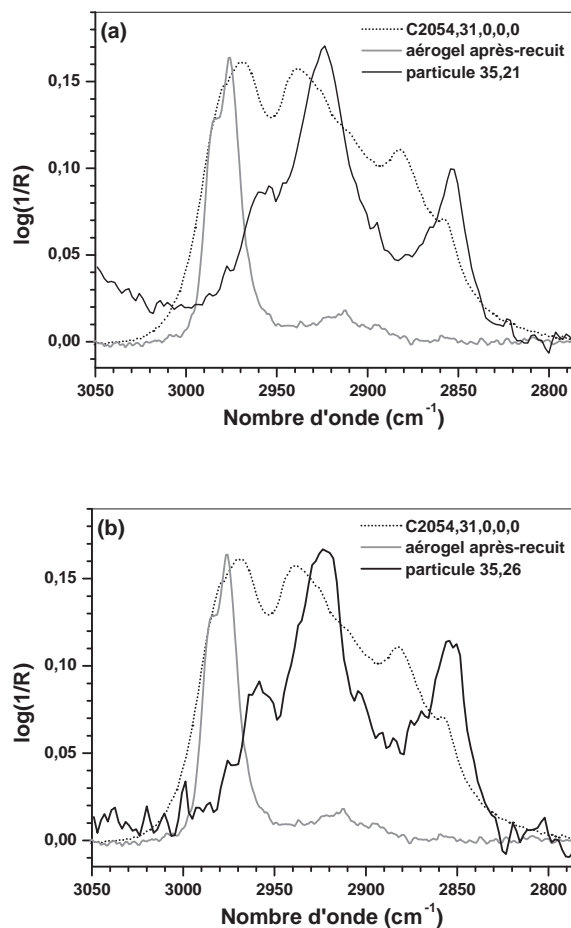 (a)
C2054,31,0,0,0
aérogel après-recuit
particule 35,21
log(1/R)
0,15
0,10
0,05
0,00
3050 3000 2950 2900 2850 2800
Nombre d'onde (cm⁻¹)
(b)
C2054,31,0,0,0
aérogel après-recuit
particule 35,26
log(1/R)
0,15
0,10
0,05
0,00
3050 3000 2950 2900 2850 2800
Nombre d'onde (cm⁻¹)